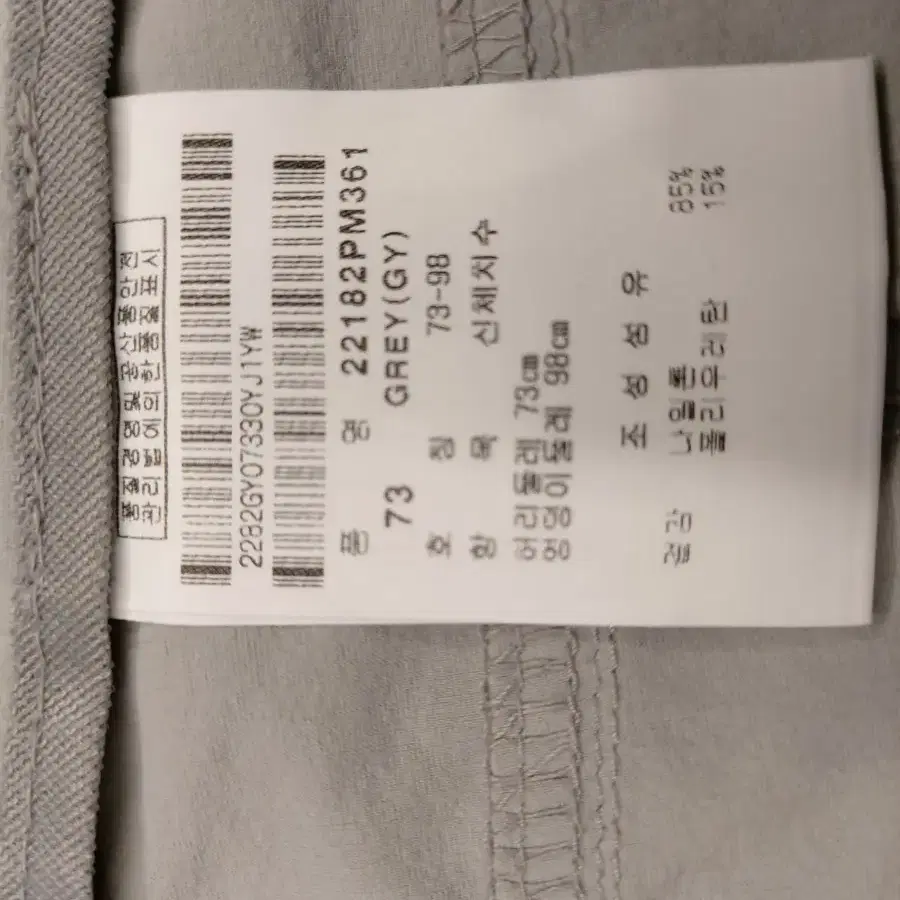 품질경영 및 공산품안전
관리법에 의한 품질표시
2282GY0733OYJ1YW
품 명 22182PM361
73 GREY(GY)
호 칭 73-98
항 목 신체치수
허리둘레 73cm
엉덩이둘레 98cm
조 성 섬 유
겉감 나일론 85%
폴리우레탄 15%